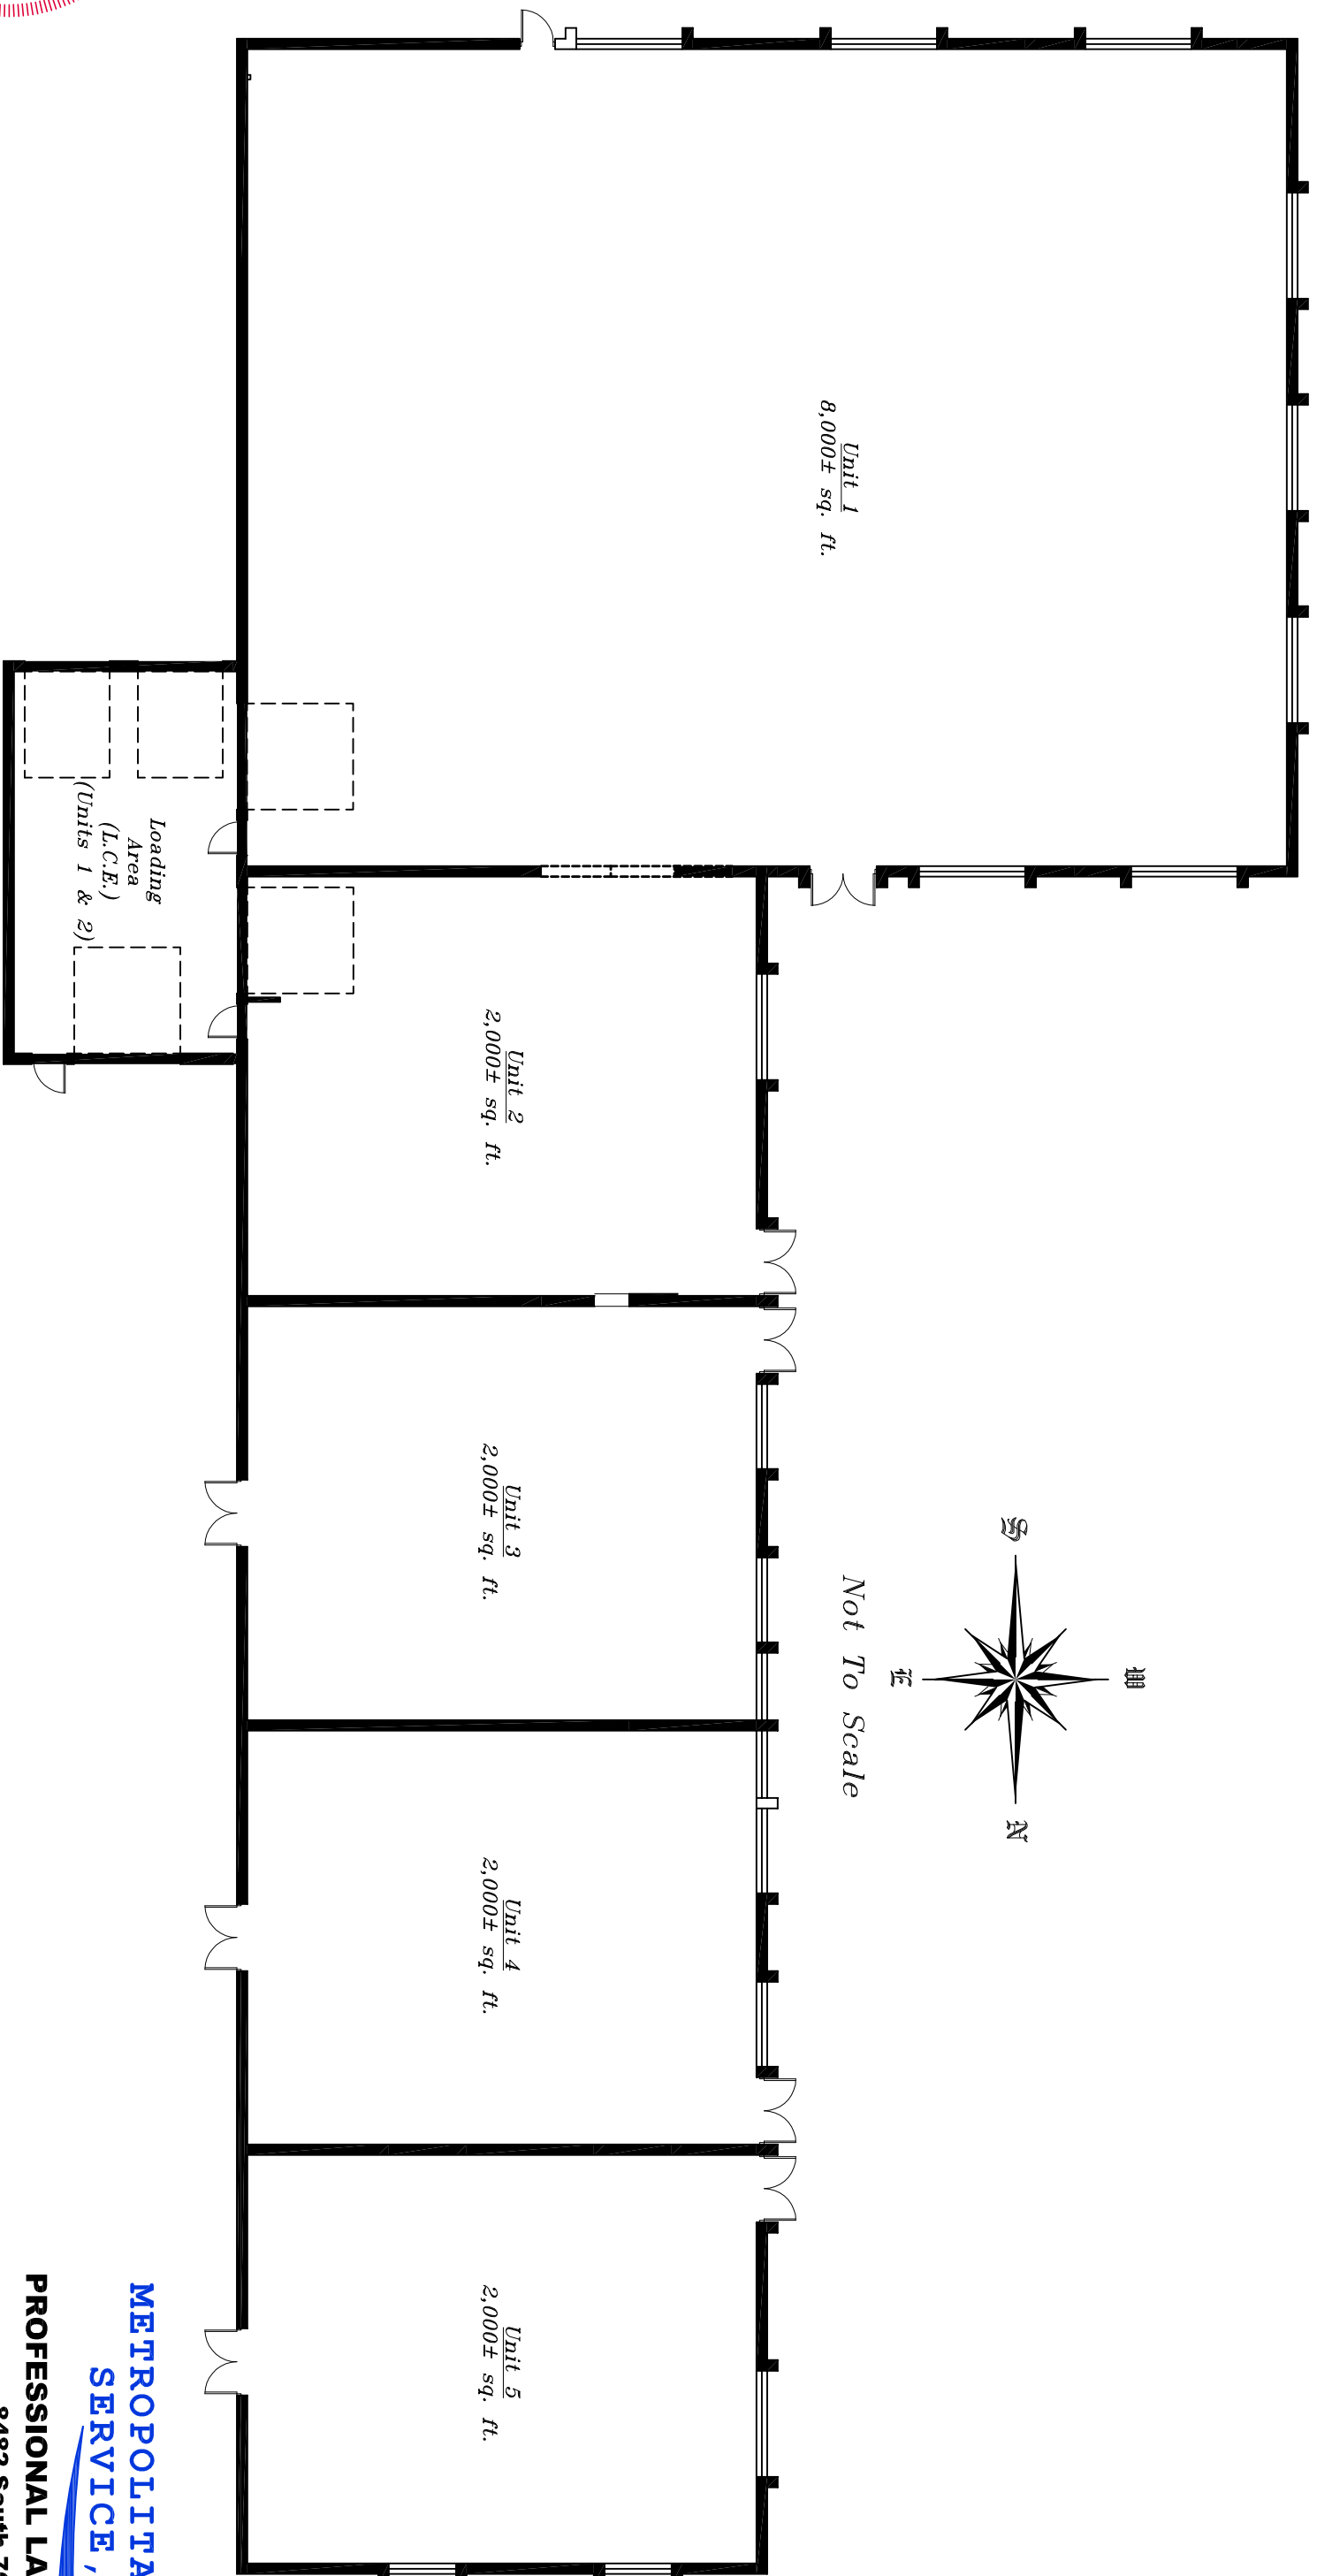 Unit 1
8,000± sq. ft.
Loading
Area
(L.C.E.)
(Units 1 & 2)
Unit 2
2,000± sq. ft.
Unit 3
2,000± sq. ft.
S
W
E
N
Not To Scale
Unit 4
2,000± sq. ft.
Unit 5
2,000± sq. ft.
METROPOLITA
SERVICE,
PROFESSIONAL LA